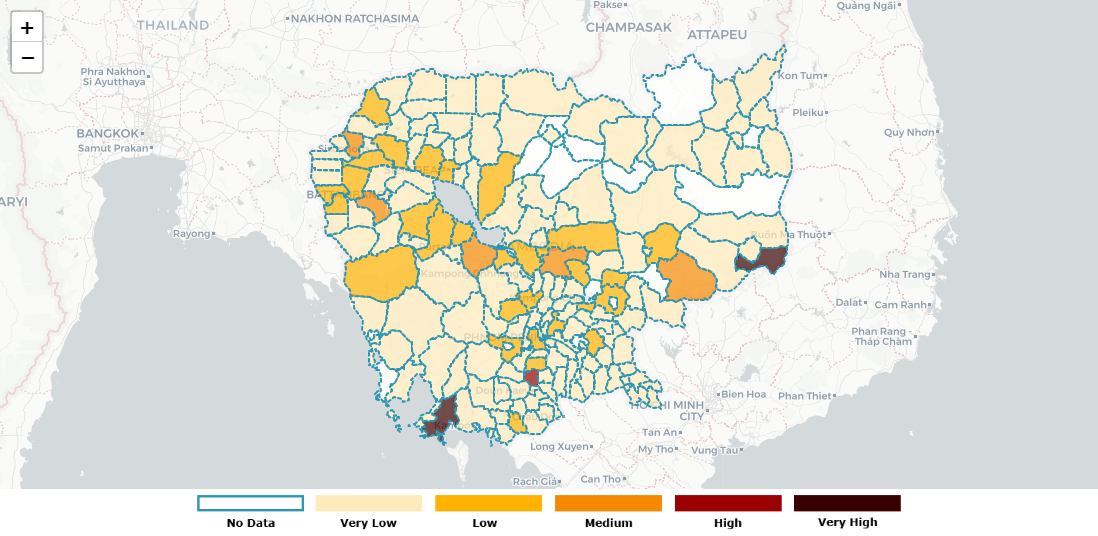 +
−
THAILAND
NAKHON RATCHASIMA
Pakse
CHAMPASAK
ATTAPEU
Quảng Ngãi
Phra Nakhon
Si Ayutthaya
Kon Tum
Pleiku
BANGKOK
Samut Prakan
Quy Nhơn
ARYI
Rayong
Buôn Ma Thuột
Nha Trang
Dalat
Cam Ranh
Phan Rang -
Tháp Chàm
Bien Hoa
Phan Thiet
HO CHI MINH
CITY
Tan An
My Tho
Vung Tau
Long Xuyen
Rạch Giá
Can Tho
No Data
Very Low
Low
Medium
High
Very High